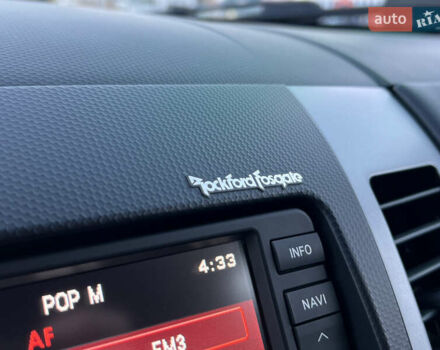 auto RIA
Rockford Fosgate
4:33
INFO
POP M
NAVI
AF
FM3